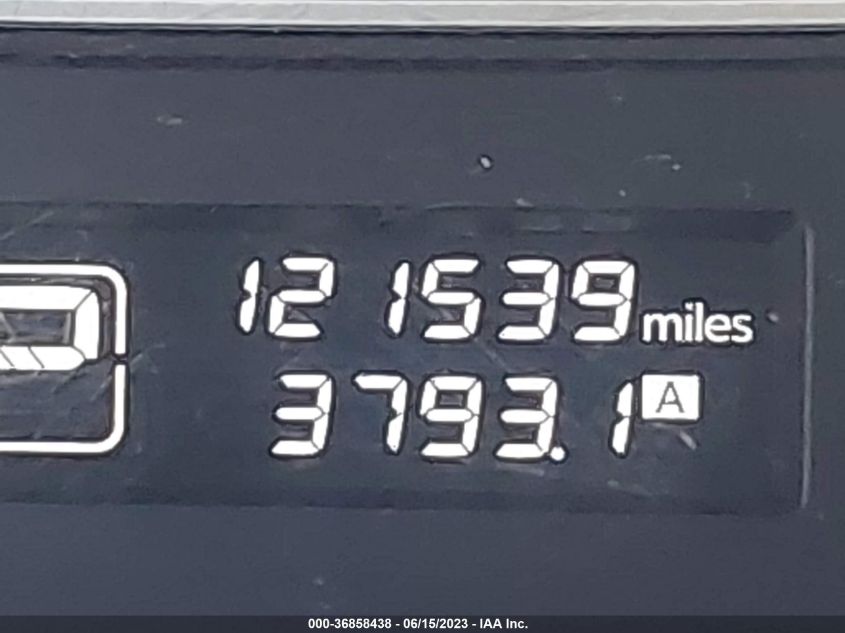 121539 miles
3793.1 A
000-36858438 - 06/15/2023 - IAA Inc.